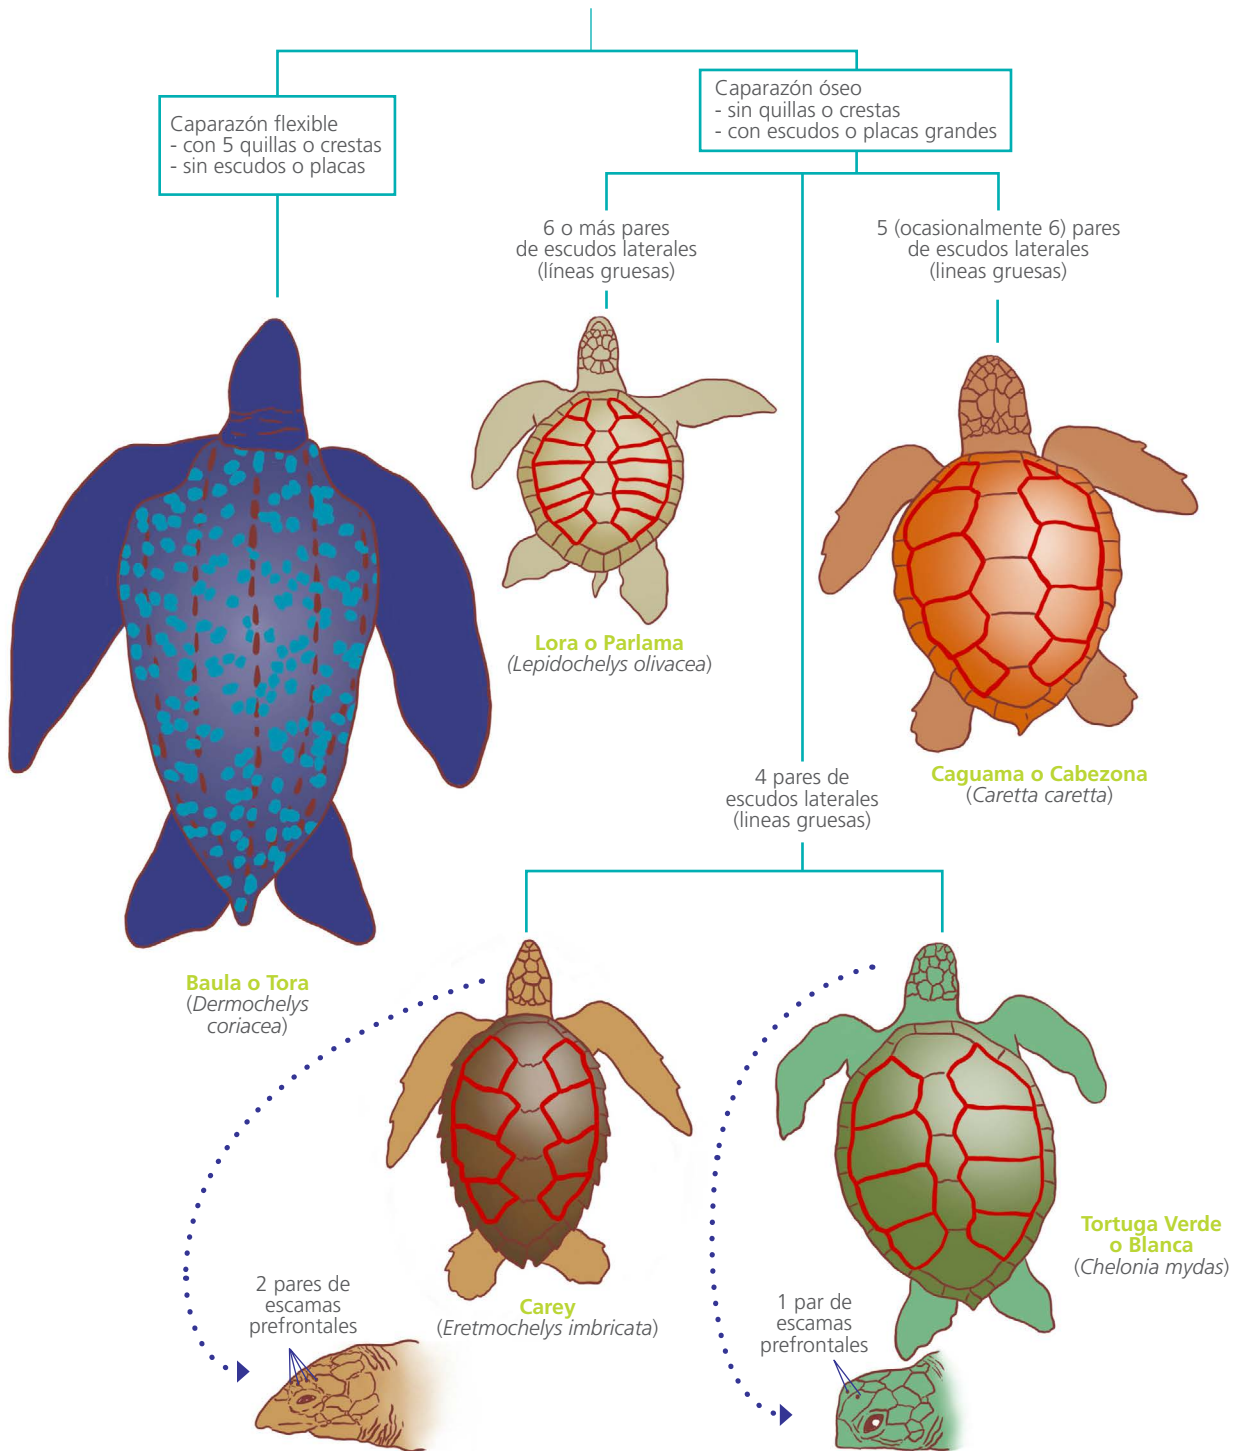 Caparazón flexible
- con 5 quillas o crestas
- sin escudos o placas
Caparazón óseo
- sin quillas o crestas
- con escudos o placas grandes
6 o más pares
de escudos laterales
(líneas gruesas)
5 (ocasionalmente 6) pares
de escudos laterales
(lineas gruesas)
Lora o Parlama
(Lepidochelys olivacea)
Caguama o Cabezona
(Caretta caretta)
4 pares de
escudos laterales
(lineas gruesas)
Baula o Tora
(Dermochelys
coriacea)
Carey
(Eretmochelys imbricata)
Tortuga Verde
o Blanca
(Chelonia mydas)
2 pares de
escamas
prefrontales
1 par de
escamas
prefrontales